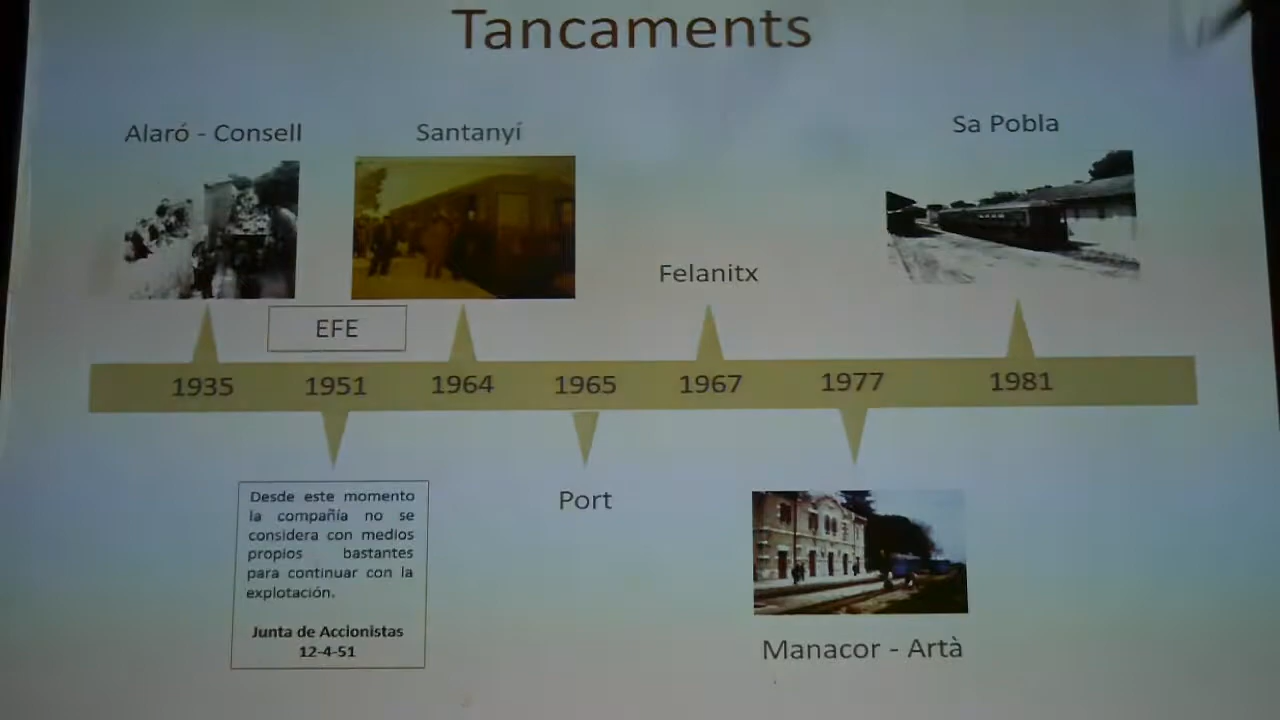 Tancaments
Alaró - Consell
Santanyí
Sa Pobla
Felanitx
EFE
1935 1951 1964 1965 1967 1977 1981
Desde este momento
la compañía no se
considera con medios
propios bastantes
para continuar con la
explotación.
Junta de Accionistas
12-4-51
Port
Manacor - Artà